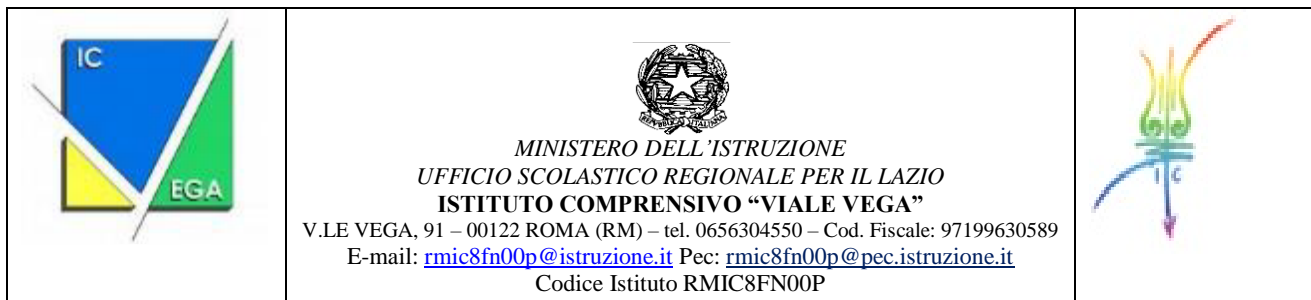 IC
EGA
MINISTERO DELL’ISTRUZIONE
UFFICIO SCOLASTICO REGIONALE PER IL LAZIO
ISTITUTO COMPRENSIVO “VIALE VEGA”
V.LE VEGA, 91 – 00122 ROMA (RM) – tel. 0656304550 – Cod. Fiscale: 97199630589
E-mail: rmic8fn00p@istruzione.it Pec: rmic8fn00p@pec.istruzione.it
Codice Istituto RMIC8FN00P
I C